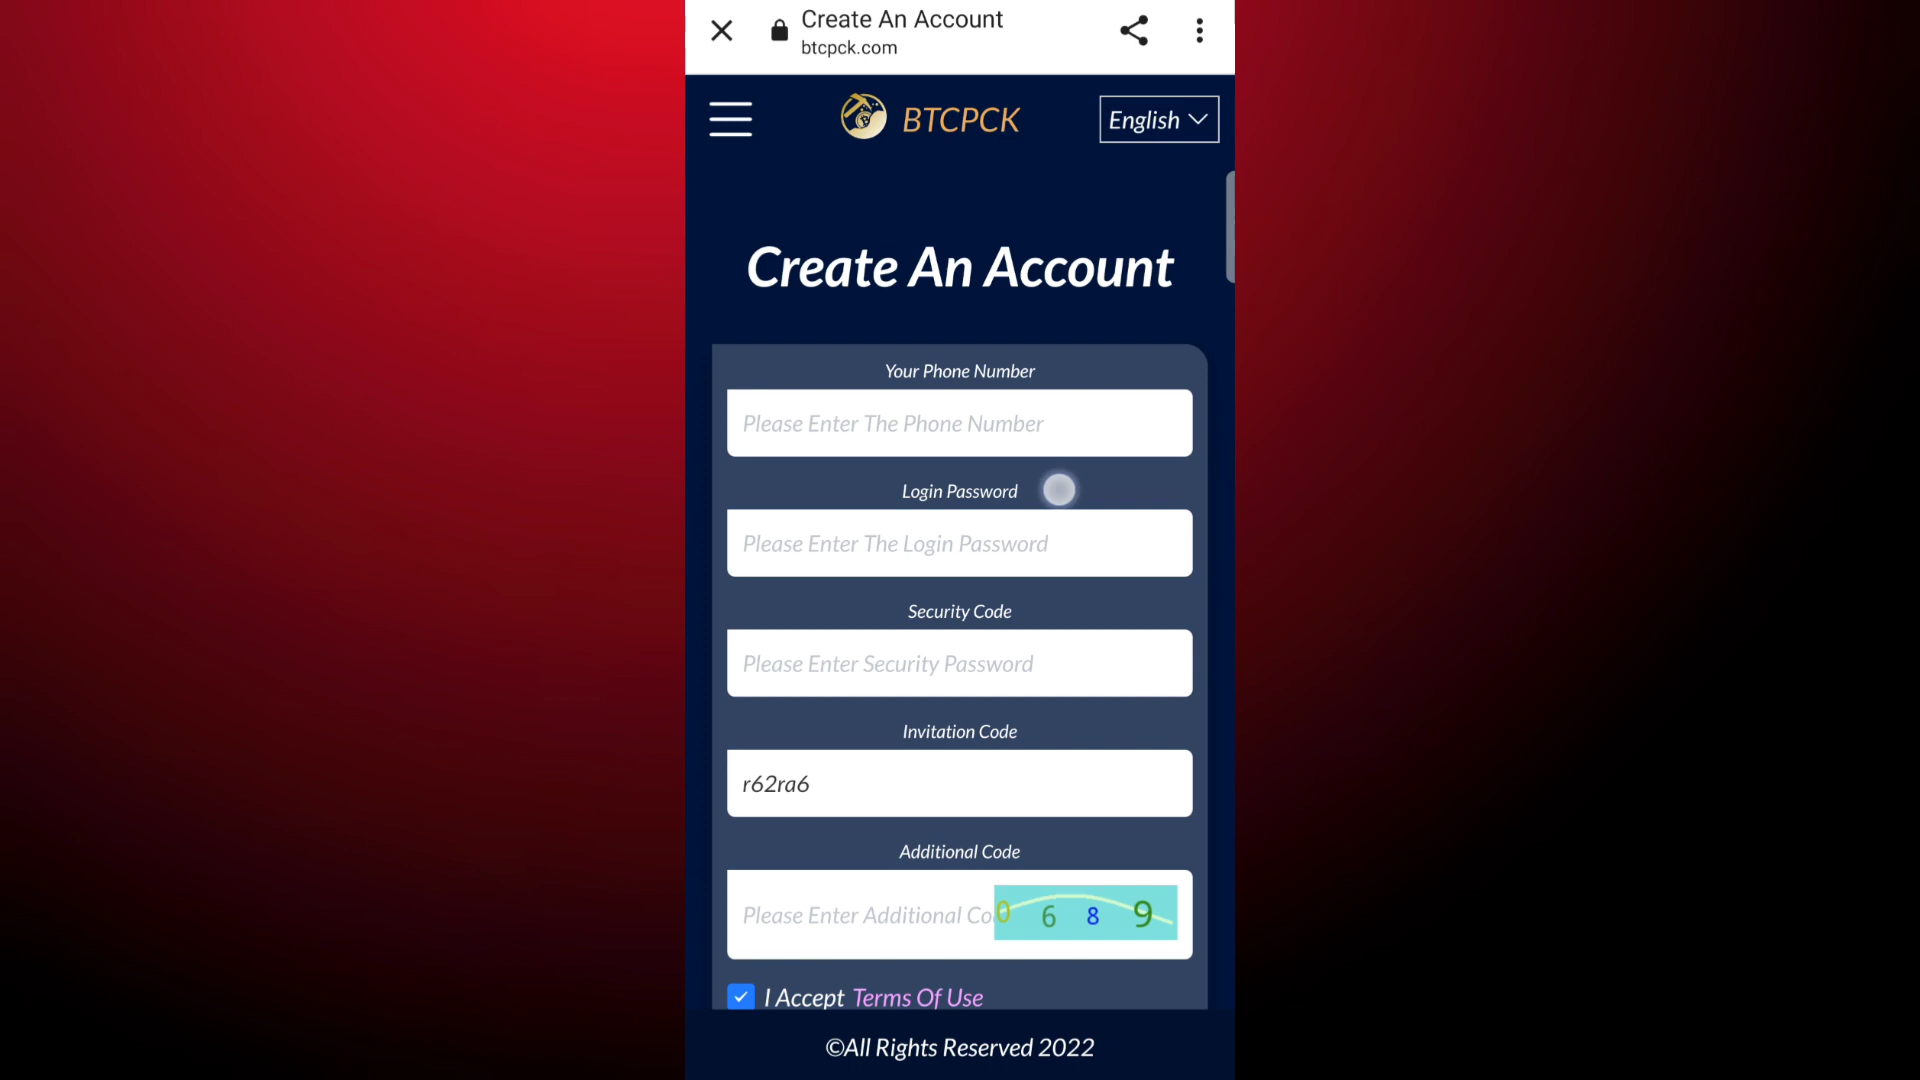 Create An Account
btcpck.com
BTCPCK
English
Create An Account
Your Phone Number
Please Enter The Phone Number
Login Password
Please Enter The Login Password
Security Code
Please Enter Security Password
Invitation Code
r62ra6
Additional Code
Please Enter Additional Co
0 6 8 9
I Accept Terms Of Use
©All Rights Reserved 2022